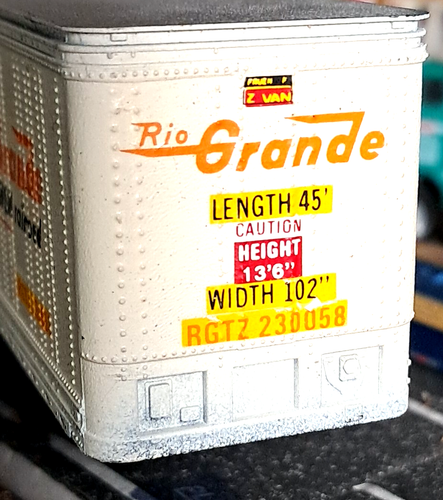 Z VAN
Rio Grande
LENGTH 45'
CAUTION
HEIGHT
13'6"
WIDTH 102"
RGTZ 230058